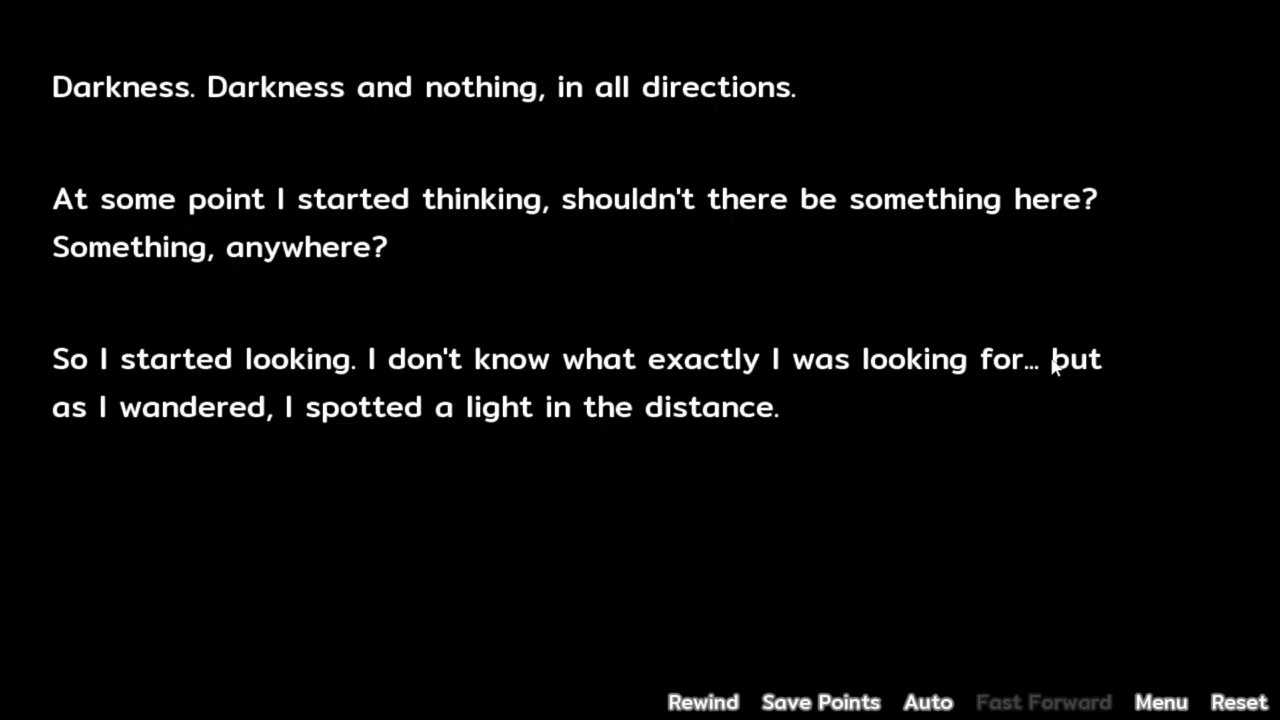 Darkness. Darkness and nothing, in all directions.
At some point I started thinking, shouldn't there be something here?
Something, anywhere?
So I started looking. I don't know what exactly I was looking for... but
as I wandered, I spotted a light in the distance.
Rewind Save Points Auto Fast Forward Menu Reset